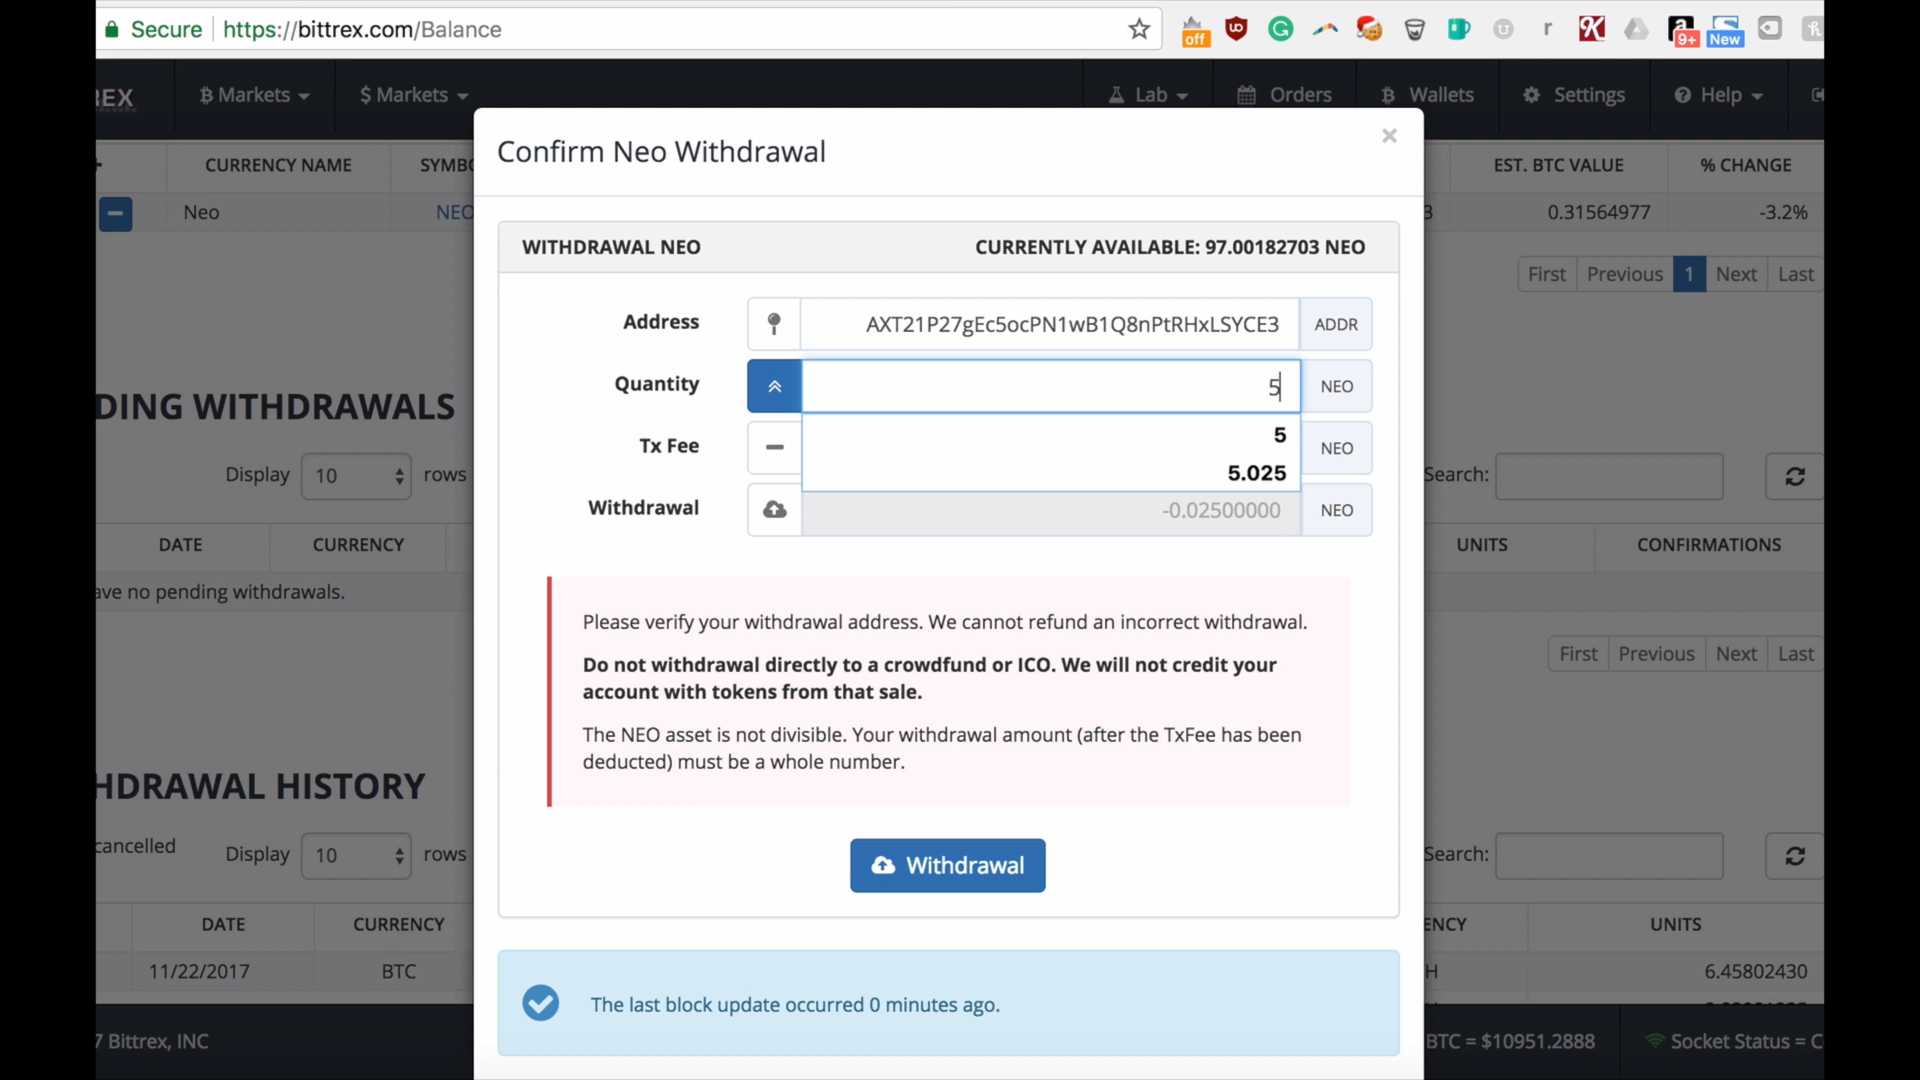 Secure https://bittrex.com/Balance
off
9+
New
REX
Markets
$ Markets
Lab
Orders
Wallets
Settings
Help
Confirm Neo Withdrawal
×
CURRENCY NAME
SYMBO
EST. BTC VALUE
% CHANGE
Neo
NEO
3
0.31564977
-3.2%
WITHDRAWAL NEO
CURRENTLY AVAILABLE: 97.00182703 NEO
First Previous 1 Next Last
Address
AXT21P27gEc5ocPN1wB1Q8nPtRHxLSYCE3
ADDR
Quantity
5
NEO
5
5.025
Tx Fee
NEO
Withdrawal
-0.02500000
NEO
DING WITHDRAWALS
Display 10 rows
Search:
DATE
CURRENCY
UNITS
CONFIRMATIONS
ave no pending withdrawals.
Please verify your withdrawal address. We cannot refund an incorrect withdrawal.
Do not withdrawal directly to a crowdfund or ICO. We will not credit your
account with tokens from that sale.
The NEO asset is not divisible. Your withdrawal amount (after the TxFee has been
deducted) must be a whole number.
First Previous Next Last
HDRAWAL HISTORY
cancelled
Display 10 rows
Search:
Withdrawal
DATE
CURRENCY
ENCY
UNITS
11/22/2017
BTC
H
6.45802430
The last block update occurred 0 minutes ago.
7 Bittrex, INC
BTC = $10951.2888
Socket Status = C